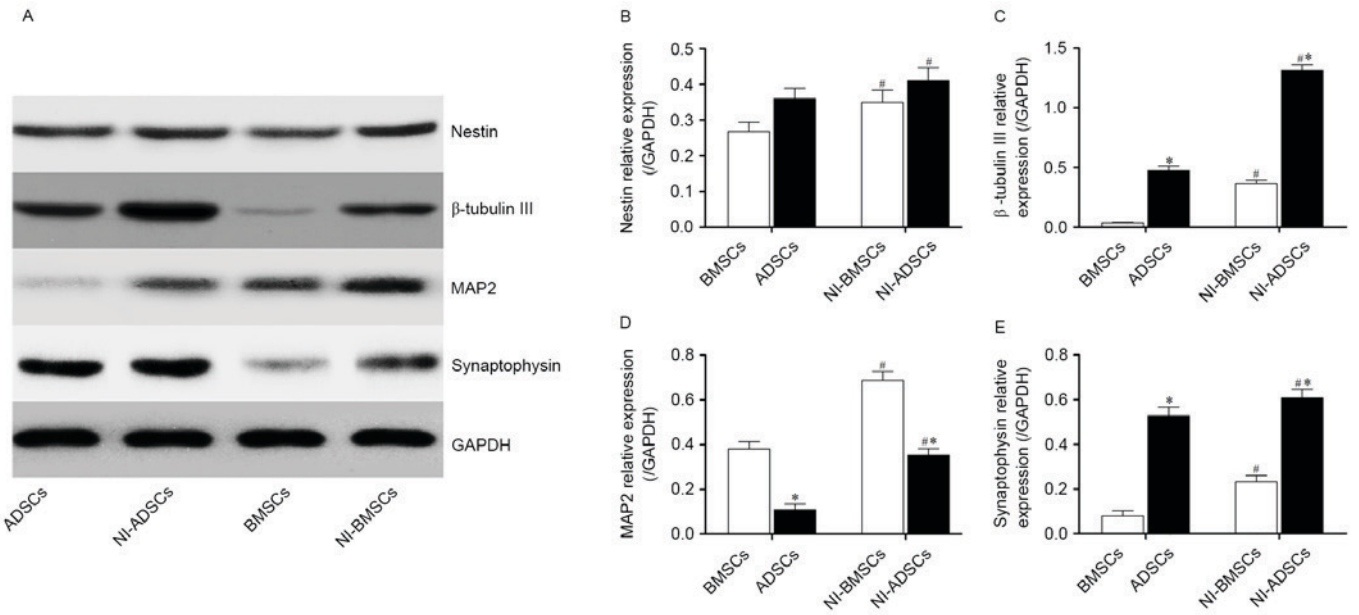 A
Nestin
β-tubulin III
MAP2
Synaptophysin
GAPDH
ADSCs
NI-ADSCs
BMSCs
NI-BMSCs
B
Nestin relative expression
(/GAPDH)
0.5
0.4
0.3
0.2
0.1
0.0
#
#
BMSCs
ADSCs
NI-BMSCs
NI-ADSCs
C
β -tubulin III relative
expression (/GAPDH)
1.5
1.0
0.5
0.0
*
#
#*
BMSCs
ADSCs
NI-BMSCs
NI-ADSCs
D
MAP2 relative expression
(/GAPDH)
0.8
0.6
0.4
0.2
0.0
*
#
#*
BMSCs
ADSCs
NI-BMSCs
NI-ADSCs
E
Synaptophysin relative
expression (/GAPDH)
0.8
0.6
0.4
0.2
0.0
*
#
#*
BMSCs
ADSCs
NI-BMSCs
NI-ADSCs